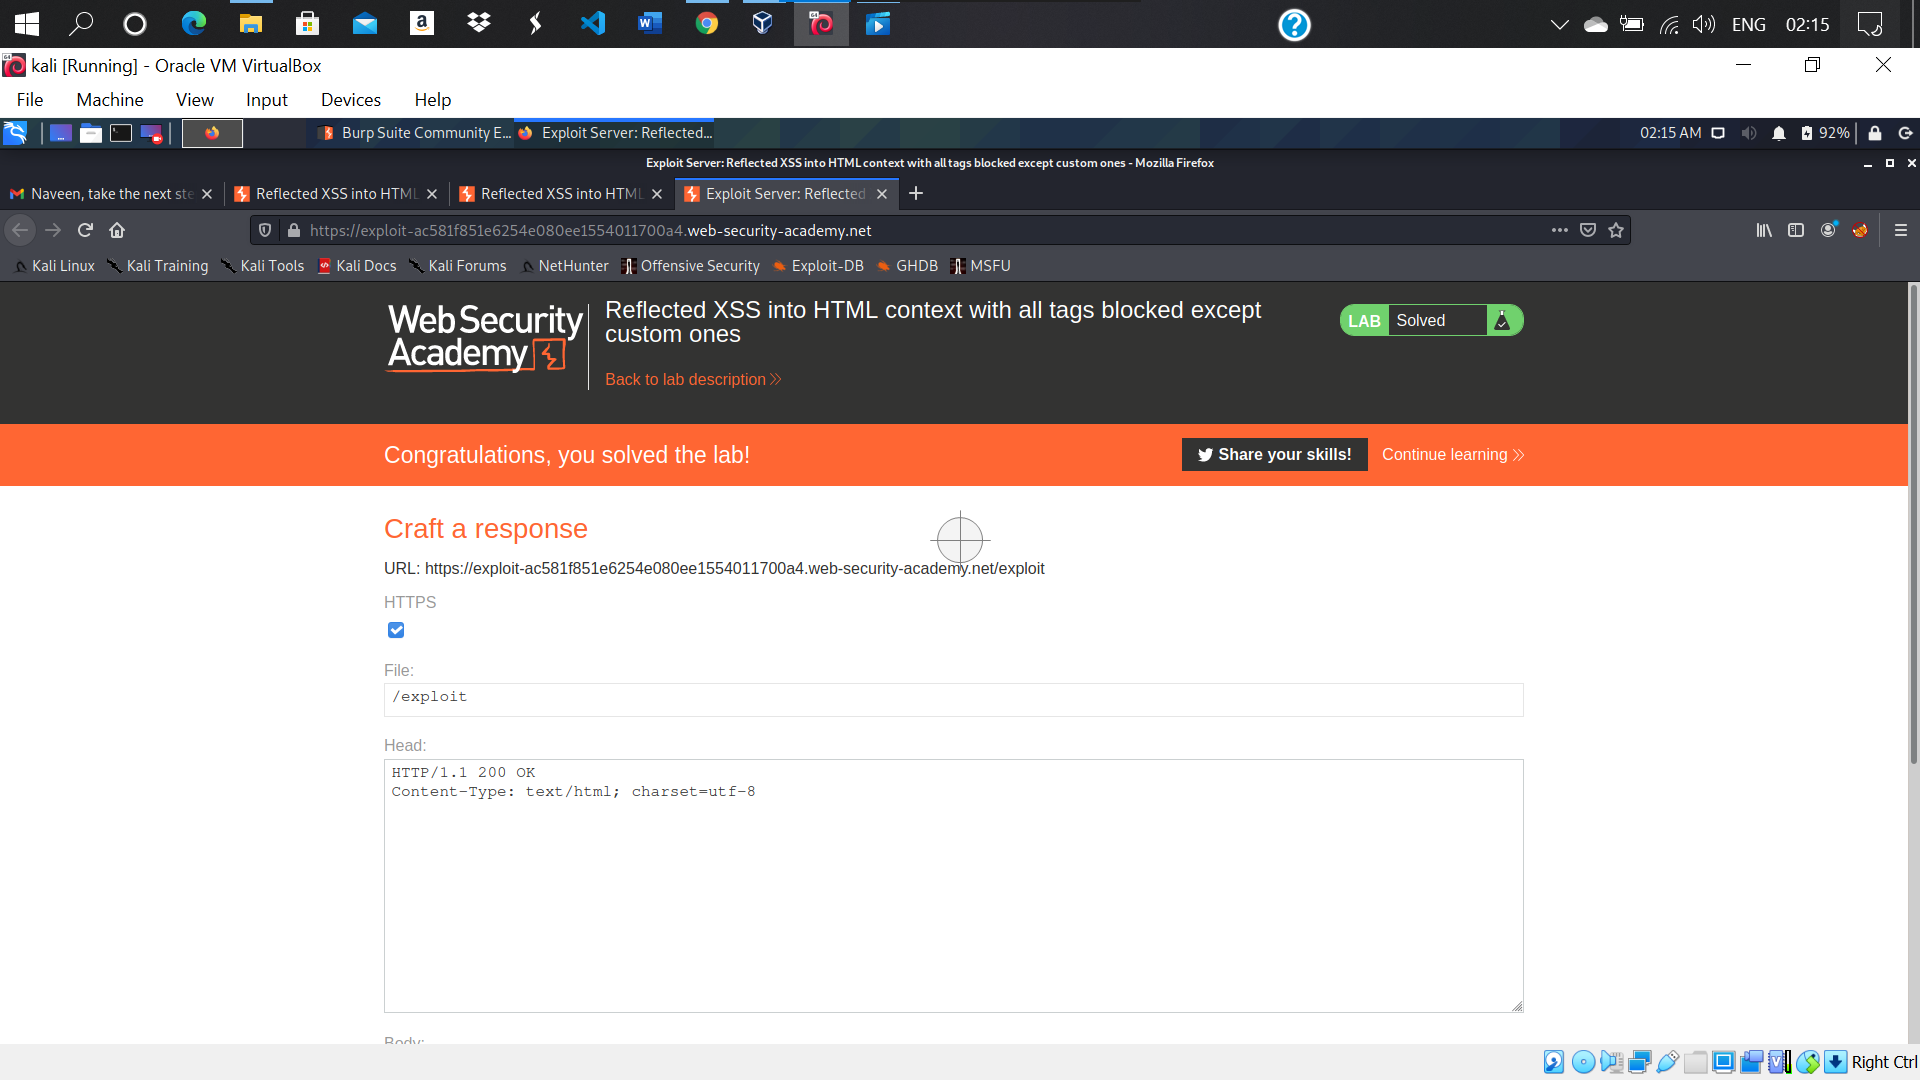 ENG 02:15
kali [Running] - Oracle VM VirtualBox
File Machine View Input Devices Help
Burp Suite Community E... Exploit Server: Reflected... 02:15 AM 92%
Exploit Server: Reflected XSS into HTML context with all tags blocked except custom ones - Mozilla Firefox
Naveen, take the next ste Reflected XSS into HTML Reflected XSS into HTML Exploit Server: Reflected
https://exploit-ac581f851e6254e080ee1554011700a4.web-security-academy.net
Kali Linux Kali Training Kali Tools Kali Docs Kali Forums NetHunter Offensive Security Exploit-DB GHDB MSFU
Web Security Academy
Reflected XSS into HTML context with all tags blocked except
custom ones
LAB Solved
Back to lab description
Congratulations, you solved the lab! Share your skills! Continue learning
Craft a response
URL: https://exploit-ac581f851e6254e080ee1554011700a4.web-security-academy.net/exploit
HTTPS
File:
/exploit
Head:
HTTP/1.1 200 OK
Content-Type: text/html; charset=utf-8
Body:
Right Ctrl